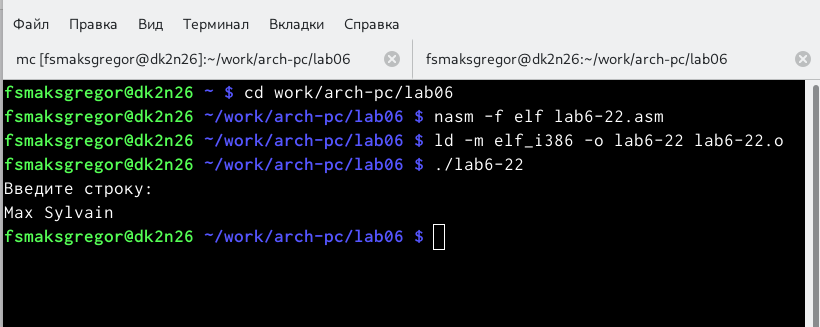 Файл Правка Вид Терминал Вкладки Справка
mc [fsmaksgregor@dk2n26]:~/work/arch-pc/lab06 fsmaksgregor@dk2n26:~/work/arch-pc/lab06
fsmaksgregor@dk2n26 ~ $ cd work/arch-pc/lab06
fsmaksgregor@dk2n26 ~/work/arch-pc/lab06 $ nasm -f elf lab6-22.asm
fsmaksgregor@dk2n26 ~/work/arch-pc/lab06 $ ld -m elf_i386 -o lab6-22 lab6-22.o
fsmaksgregor@dk2n26 ~/work/arch-pc/lab06 $ ./lab6-22
Введите строку:
Max Sylvain
fsmaksgregor@dk2n26 ~/work/arch-pc/lab06 $